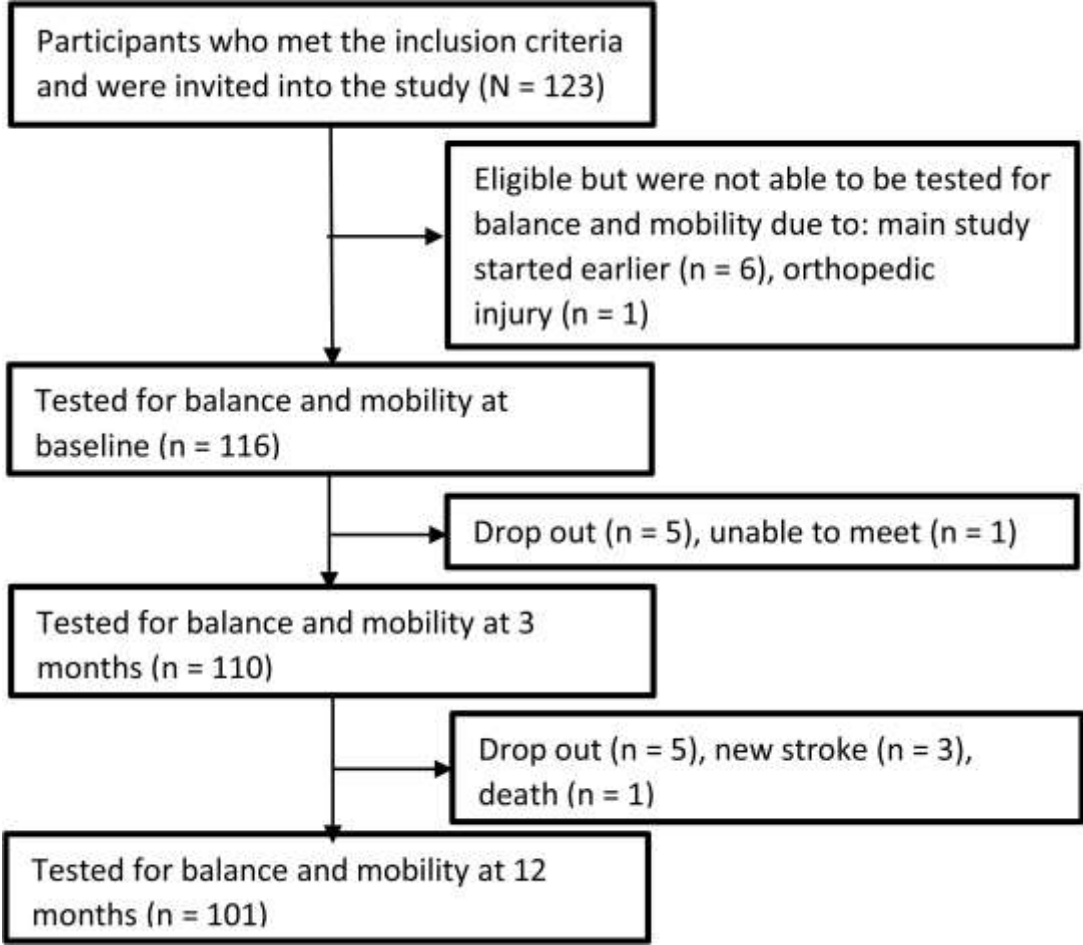 Participants who met the inclusion criteria
and were invited into the study (N = 123)
Eligible but were not able to be tested for
balance and mobility due to: main study
started earlier (n = 6), orthopedic
injury (n = 1)
Tested for balance and mobility at
baseline (n = 116)
Drop out (n = 5), unable to meet (n = 1)
Tested for balance and mobility at 3
months (n = 110)
Drop out (n = 5), new stroke (n = 3),
death (n = 1)
Tested for balance and mobility at 12
months (n = 101)